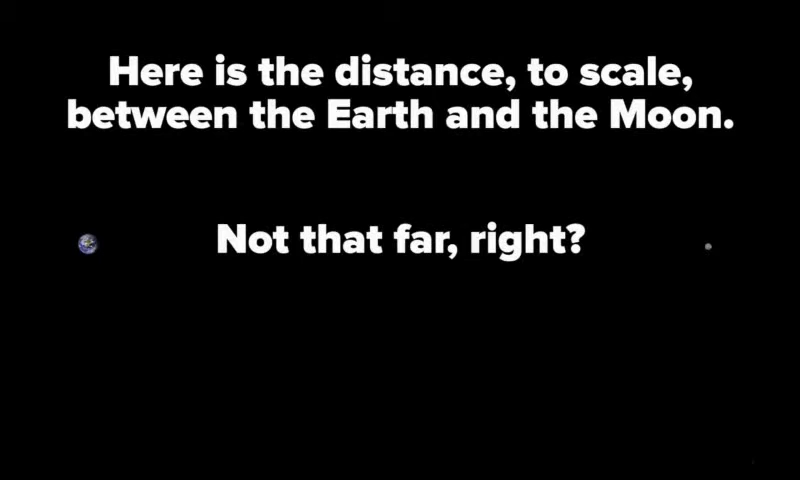 Here is the distance, to scale,
between the Earth and the Moon.
Not that far, right?